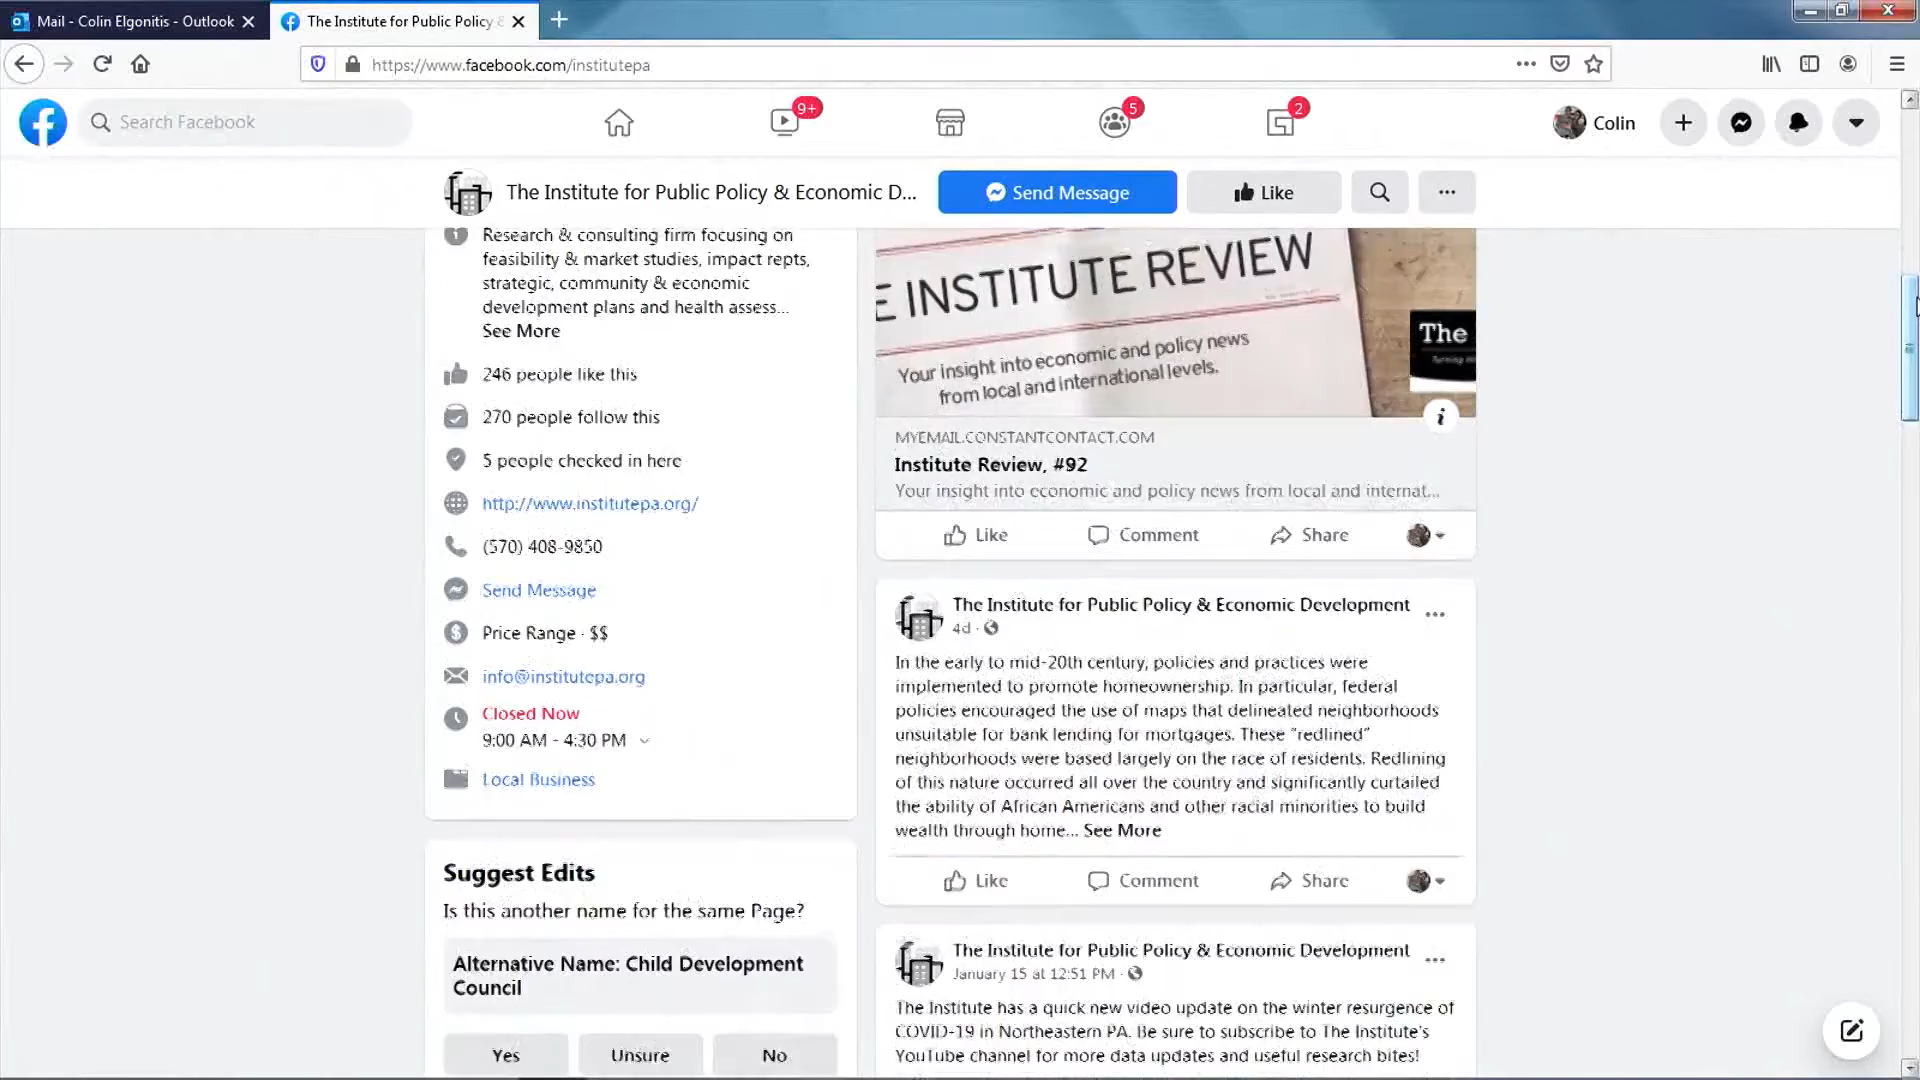 Mail - Colin Elgonitis - Outlook
The Institute for Public Policy &
https://www.facebook.com/institutepa
Search Facebook
9+
5
2
Colin
The Institute for Public Policy & Economic D...
Send Message
Like
Research & consulting firm focusing on
feasibility & market studies, impact repts,
strategic, community & economic
development plans and health assess...
See More
246 people like this
270 people follow this
5 people checked in here
http://www.institutepa.org/
(570) 408-9850
Send Message
Price Range · $$
info@institutepa.org
Closed Now
9:00 AM - 4:30 PM
Local Business
Suggest Edits
Is this another name for the same Page?
Alternative Name: Child Development
Council
Yes
Unsure
No
E INSTITUTE REVIEW
Your insight into economic and policy news
from local and international levels.
The
MYEMAIL.CONSTANTCONTACT.COM
Institute Review, #92
Your insight into economic and policy news from local and internat...
Like
Comment
Share
The Institute for Public Policy & Economic Development
4d ·
In the early to mid-20th century, policies and practices were
implemented to promote homeownership. In particular, federal
policies encouraged the use of maps that delineated neighborhoods
unsuitable for bank lending for mortgages. These "redlined"
neighborhoods were based largely on the race of residents. Redlining
of this nature occurred all over the country and significantly curtailed
the ability of African Americans and other racial minorities to build
wealth through home... See More
Like
Comment
Share
The Institute for Public Policy & Economic Development
January 15 at 12:51 PM ·
The Institute has a quick new video update on the winter resurgence of
COVID-19 in Northeastern PA. Be sure to subscribe to The Institute's
YouTube channel for more data updates and useful research bites!